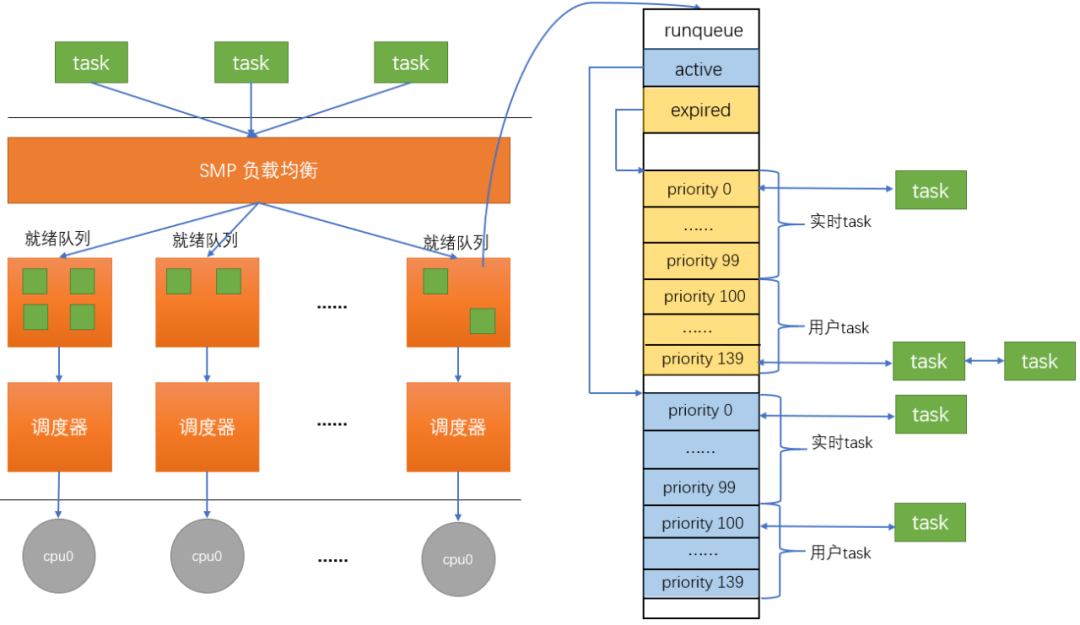 task
task
task
SMP 负载均衡
就绪队列
就绪队列
就绪队列
......
调度器
调度器
......
调度器
cpu0
cpu0
......
cpu0
runqueue
active
expired
priority 0
task
......
实时task
priority 99
priority 100
......
用户task
priority 139
task
task
priority 0
task
......
实时task
priority 99
priority 100
task
......
用户task
priority 139